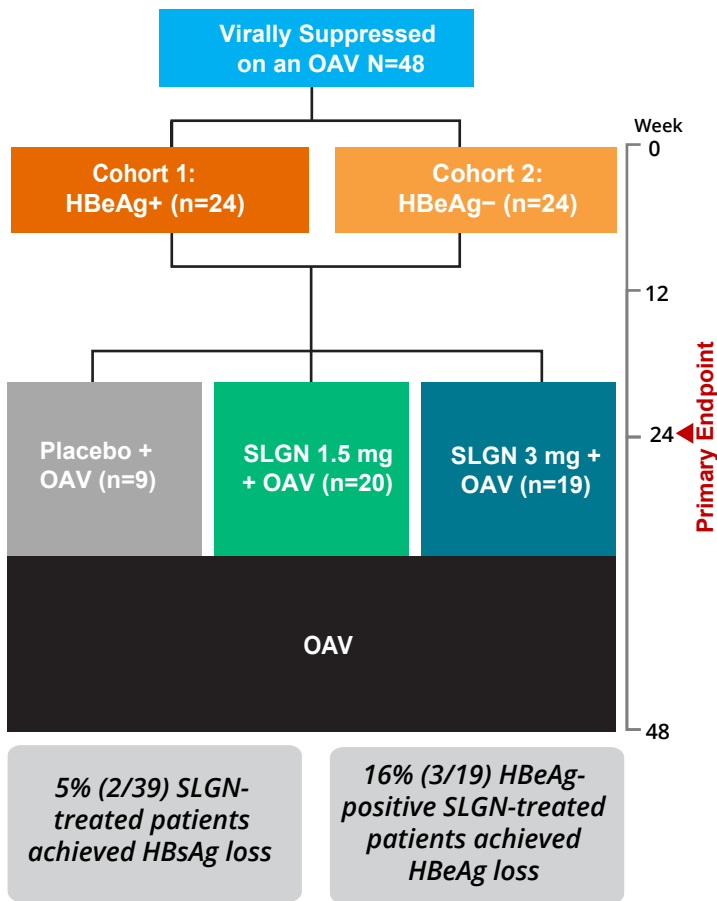 Virally Suppressed
on an OAV N=48
Week
0
Cohort 1:
HBeAg+ (n=24)
Cohort 2:
HBeAg− (n=24)
12
Placebo +
OAV (n=9)
SLGN 1.5 mg
+ OAV (n=20)
SLGN 3 mg +
OAV (n=19)
24
Primary Endpoint
OAV
48
5% (2/39) SLGN-
treated patients
achieved HBsAg loss
16% (3/19) HBeAg-
positive SLGN-treated
patients achieved
HBeAg loss